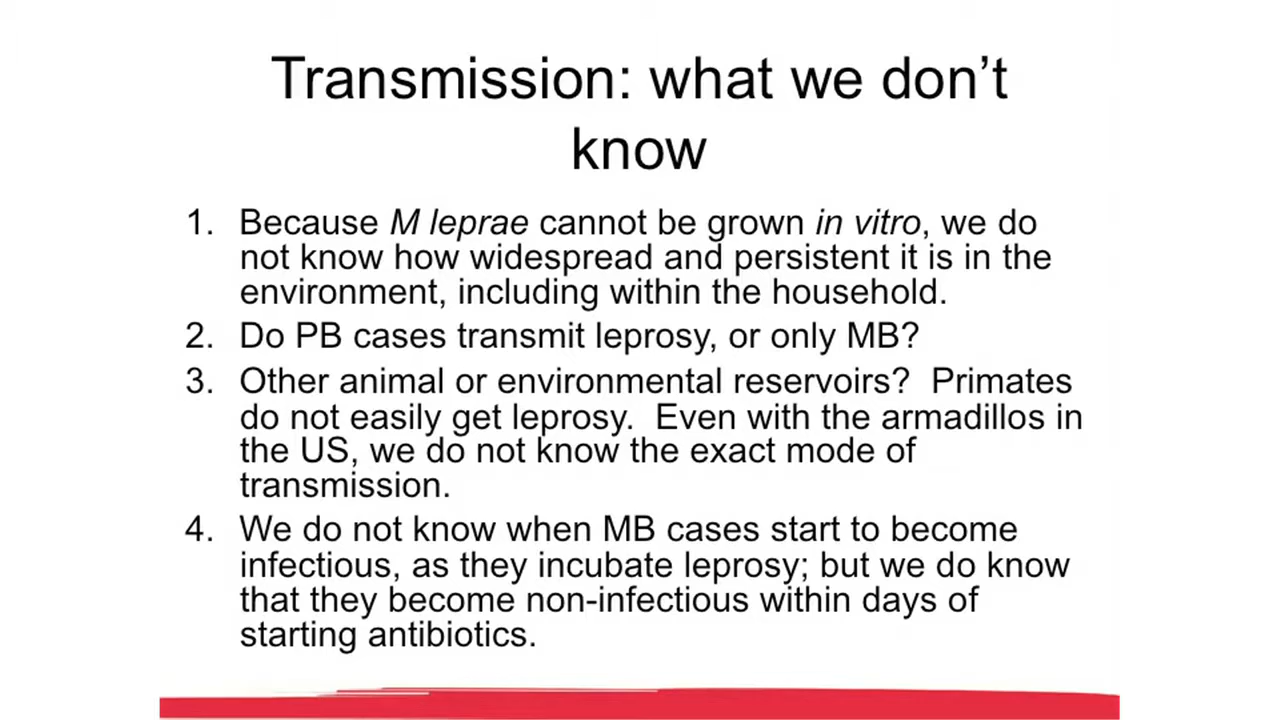 Transmission: what we don’t
know
1. Because M leprae cannot be grown in vitro, we do
not know how widespread and persistent it is in the
environment, including within the household.
2. Do PB cases transmit leprosy, or only MB?
3. Other animal or environmental reservoirs?  Primates
do not easily get leprosy.  Even with the armadillos in
the US, we do not know the exact mode of
transmission.
4. We do not know when MB cases start to become
infectious, as they incubate leprosy; but we do know
that they become non-infectious within days of
starting antibiotics.